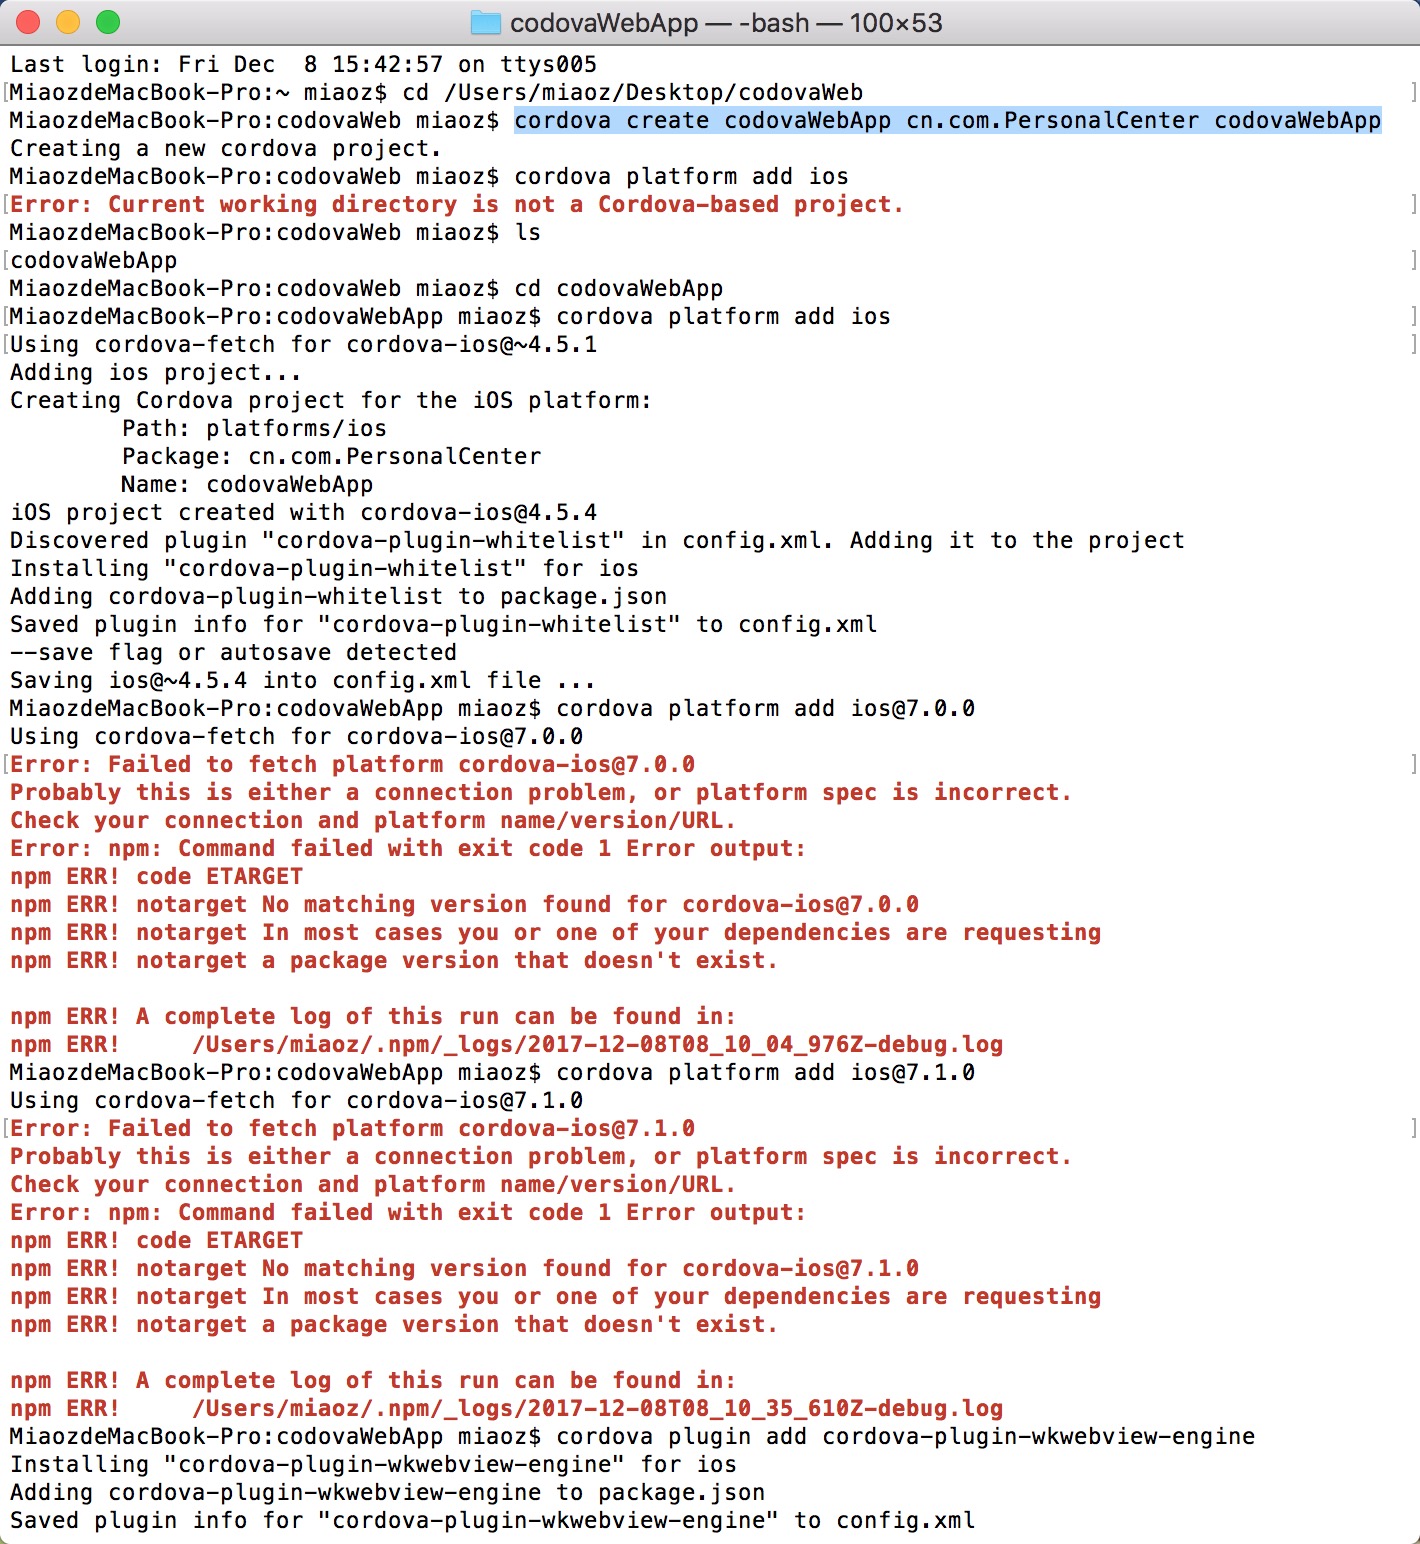 codovaWebApp — -bash — 100×53
Last login: Fri Dec  8 15:42:57 on ttys005
[MiaozdeMacBook-Pro:~ miaoz$ cd /Users/miaoz/Desktop/codovaWeb ]
MiaozdeMacBook-Pro:codovaWeb miaoz$ cordova create codovaWebApp cn.com.PersonalCenter codovaWebApp
Creating a new cordova project.
MiaozdeMacBook-Pro:codovaWeb miaoz$ cordova platform add ios
[Error: Current working directory is not a Cordova-based project. ]
MiaozdeMacBook-Pro:codovaWeb miaoz$ ls
[codovaWebApp ]
MiaozdeMacBook-Pro:codovaWeb miaoz$ cd codovaWebApp
[MiaozdeMacBook-Pro:codovaWebApp miaoz$ cordova platform add ios ]
[Using cordova-fetch for cordova-ios@~4.5.1 ]
Adding ios project...
Creating Cordova project for the iOS platform:
        Path: platforms/ios
        Package: cn.com.PersonalCenter
        Name: codovaWebApp
iOS project created with cordova-ios@4.5.4
Discovered plugin "cordova-plugin-whitelist" in config.xml. Adding it to the project
Installing "cordova-plugin-whitelist" for ios
Adding cordova-plugin-whitelist to package.json
Saved plugin info for "cordova-plugin-whitelist" to config.xml
--save flag or autosave detected
Saving ios@~4.5.4 into config.xml file ...
MiaozdeMacBook-Pro:codovaWebApp miaoz$ cordova platform add ios@7.0.0
Using cordova-fetch for cordova-ios@7.0.0
[Error: Failed to fetch platform cordova-ios@7.0.0 ]
Probably this is either a connection problem, or platform spec is incorrect.
Check your connection and platform name/version/URL.
Error: npm: Command failed with exit code 1 Error output:
npm ERR! code ETARGET
npm ERR! notarget No matching version found for cordova-ios@7.0.0
npm ERR! notarget In most cases you or one of your dependencies are requesting
npm ERR! notarget a package version that doesn't exist.
npm ERR! A complete log of this run can be found in:
npm ERR!     /Users/miaoz/.npm/_logs/2017-12-08T08_10_04_976Z-debug.log
MiaozdeMacBook-Pro:codovaWebApp miaoz$ cordova platform add ios@7.1.0
Using cordova-fetch for cordova-ios@7.1.0
[Error: Failed to fetch platform cordova-ios@7.1.0 ]
Probably this is either a connection problem, or platform spec is incorrect.
Check your connection and platform name/version/URL.
Error: npm: Command failed with exit code 1 Error output:
npm ERR! code ETARGET
npm ERR! notarget No matching version found for cordova-ios@7.1.0
npm ERR! notarget In most cases you or one of your dependencies are requesting
npm ERR! notarget a package version that doesn't exist.
npm ERR! A complete log of this run can be found in:
npm ERR!     /Users/miaoz/.npm/_logs/2017-12-08T08_10_35_610Z-debug.log
MiaozdeMacBook-Pro:codovaWebApp miaoz$ cordova plugin add cordova-plugin-wkwebview-engine
Installing "cordova-plugin-wkwebview-engine" for ios
Adding cordova-plugin-wkwebview-engine to package.json
Saved plugin info for "cordova-plugin-wkwebview-engine" to config.xml